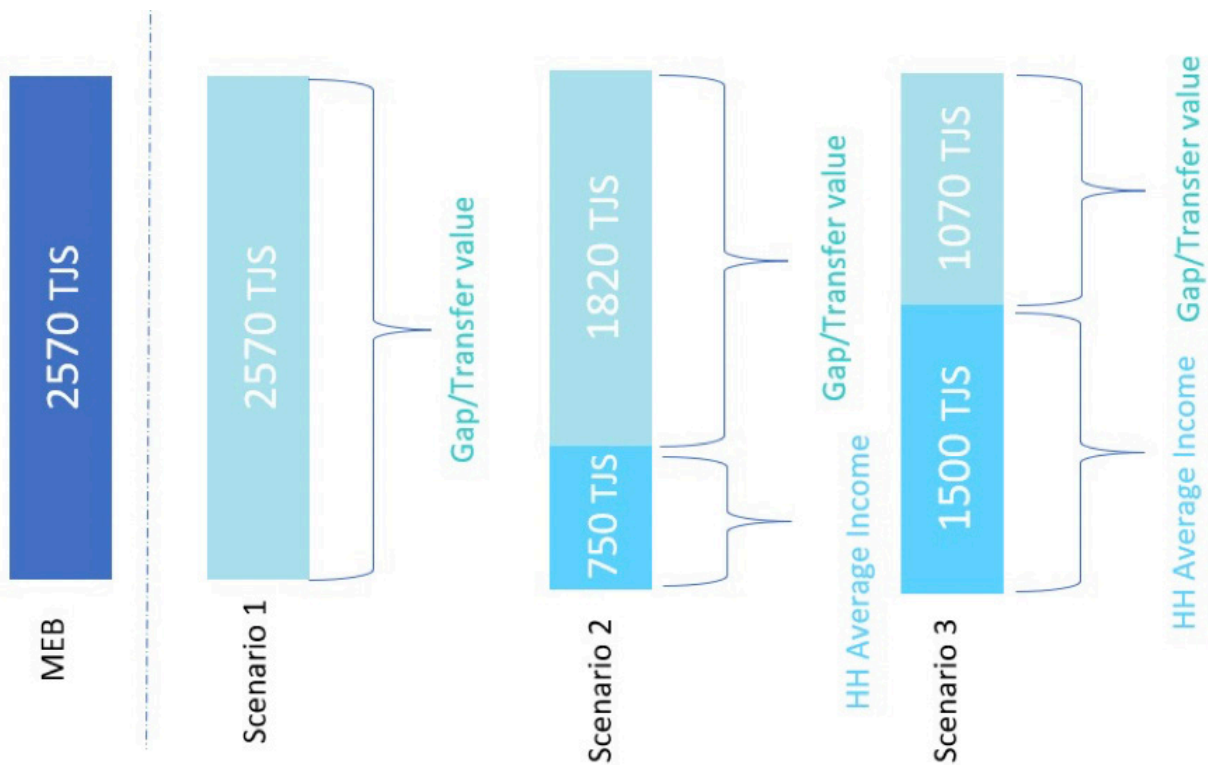 MEB
2570 TJS
Scenario 1
2570 TJS
Gap/Transfer value
Scenario 2
750 TJS
1820 TJS
HH Average Income
Gap/Transfer value
Scenario 3
1500 TJS
1070 TJS
HH Average Income
Gap/Transfer value